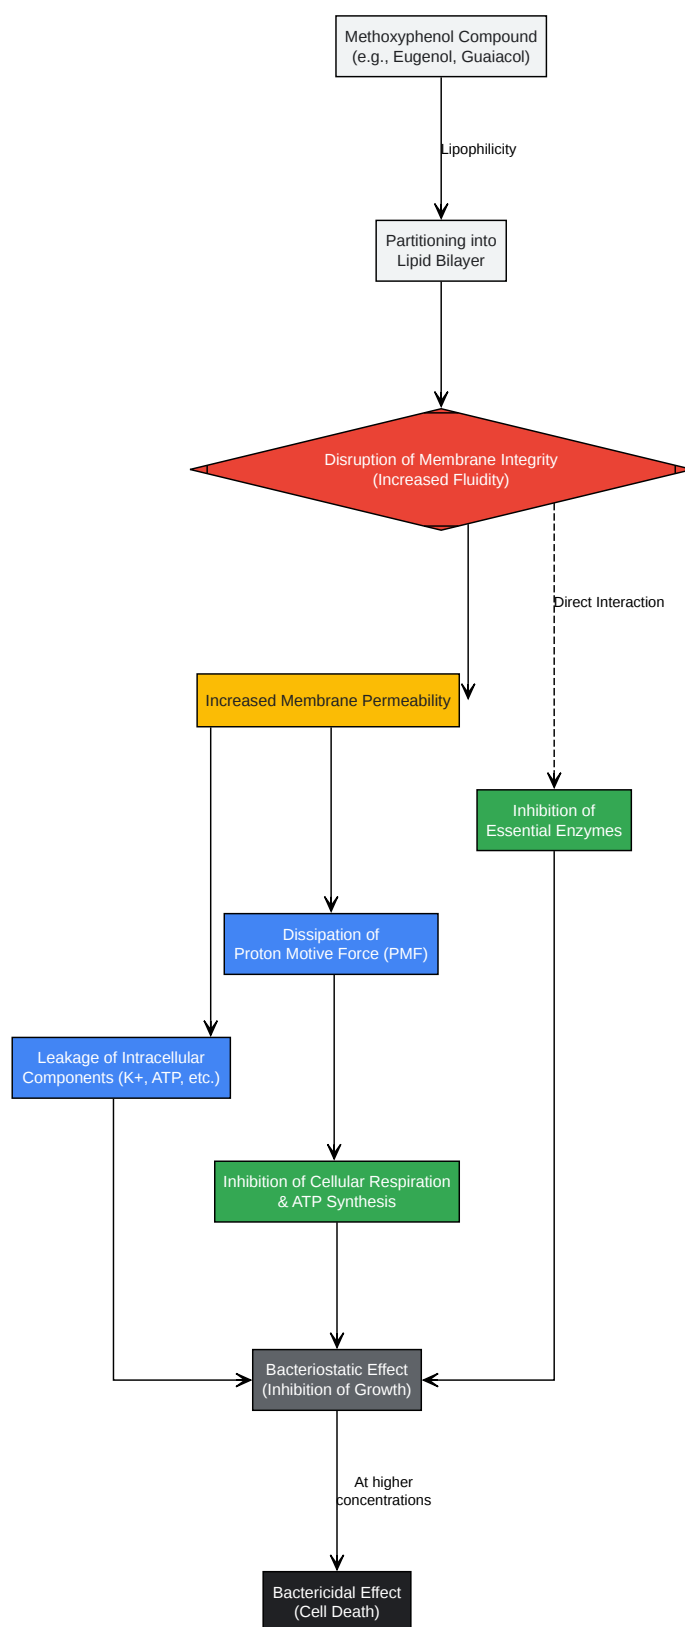 Methoxyphenol Compound
(e.g., Eugenol, Guaiacol)
Lipophilicity
Partitioning into
Lipid Bilayer
Disruption of Membrane Integrity
(Increased Fluidity)
Direct Interaction
Increased Membrane Permeability
Inhibition of
Essential Enzymes
Dissipation of
Proton Motive Force (PMF)
Leakage of Intracellular
Components (K+, ATP, etc.)
Inhibition of Cellular Respiration
& ATP Synthesis
Bacteriostatic Effect
(Inhibition of Growth)
At higher
concentrations
Bactericidal Effect
(Cell Death)